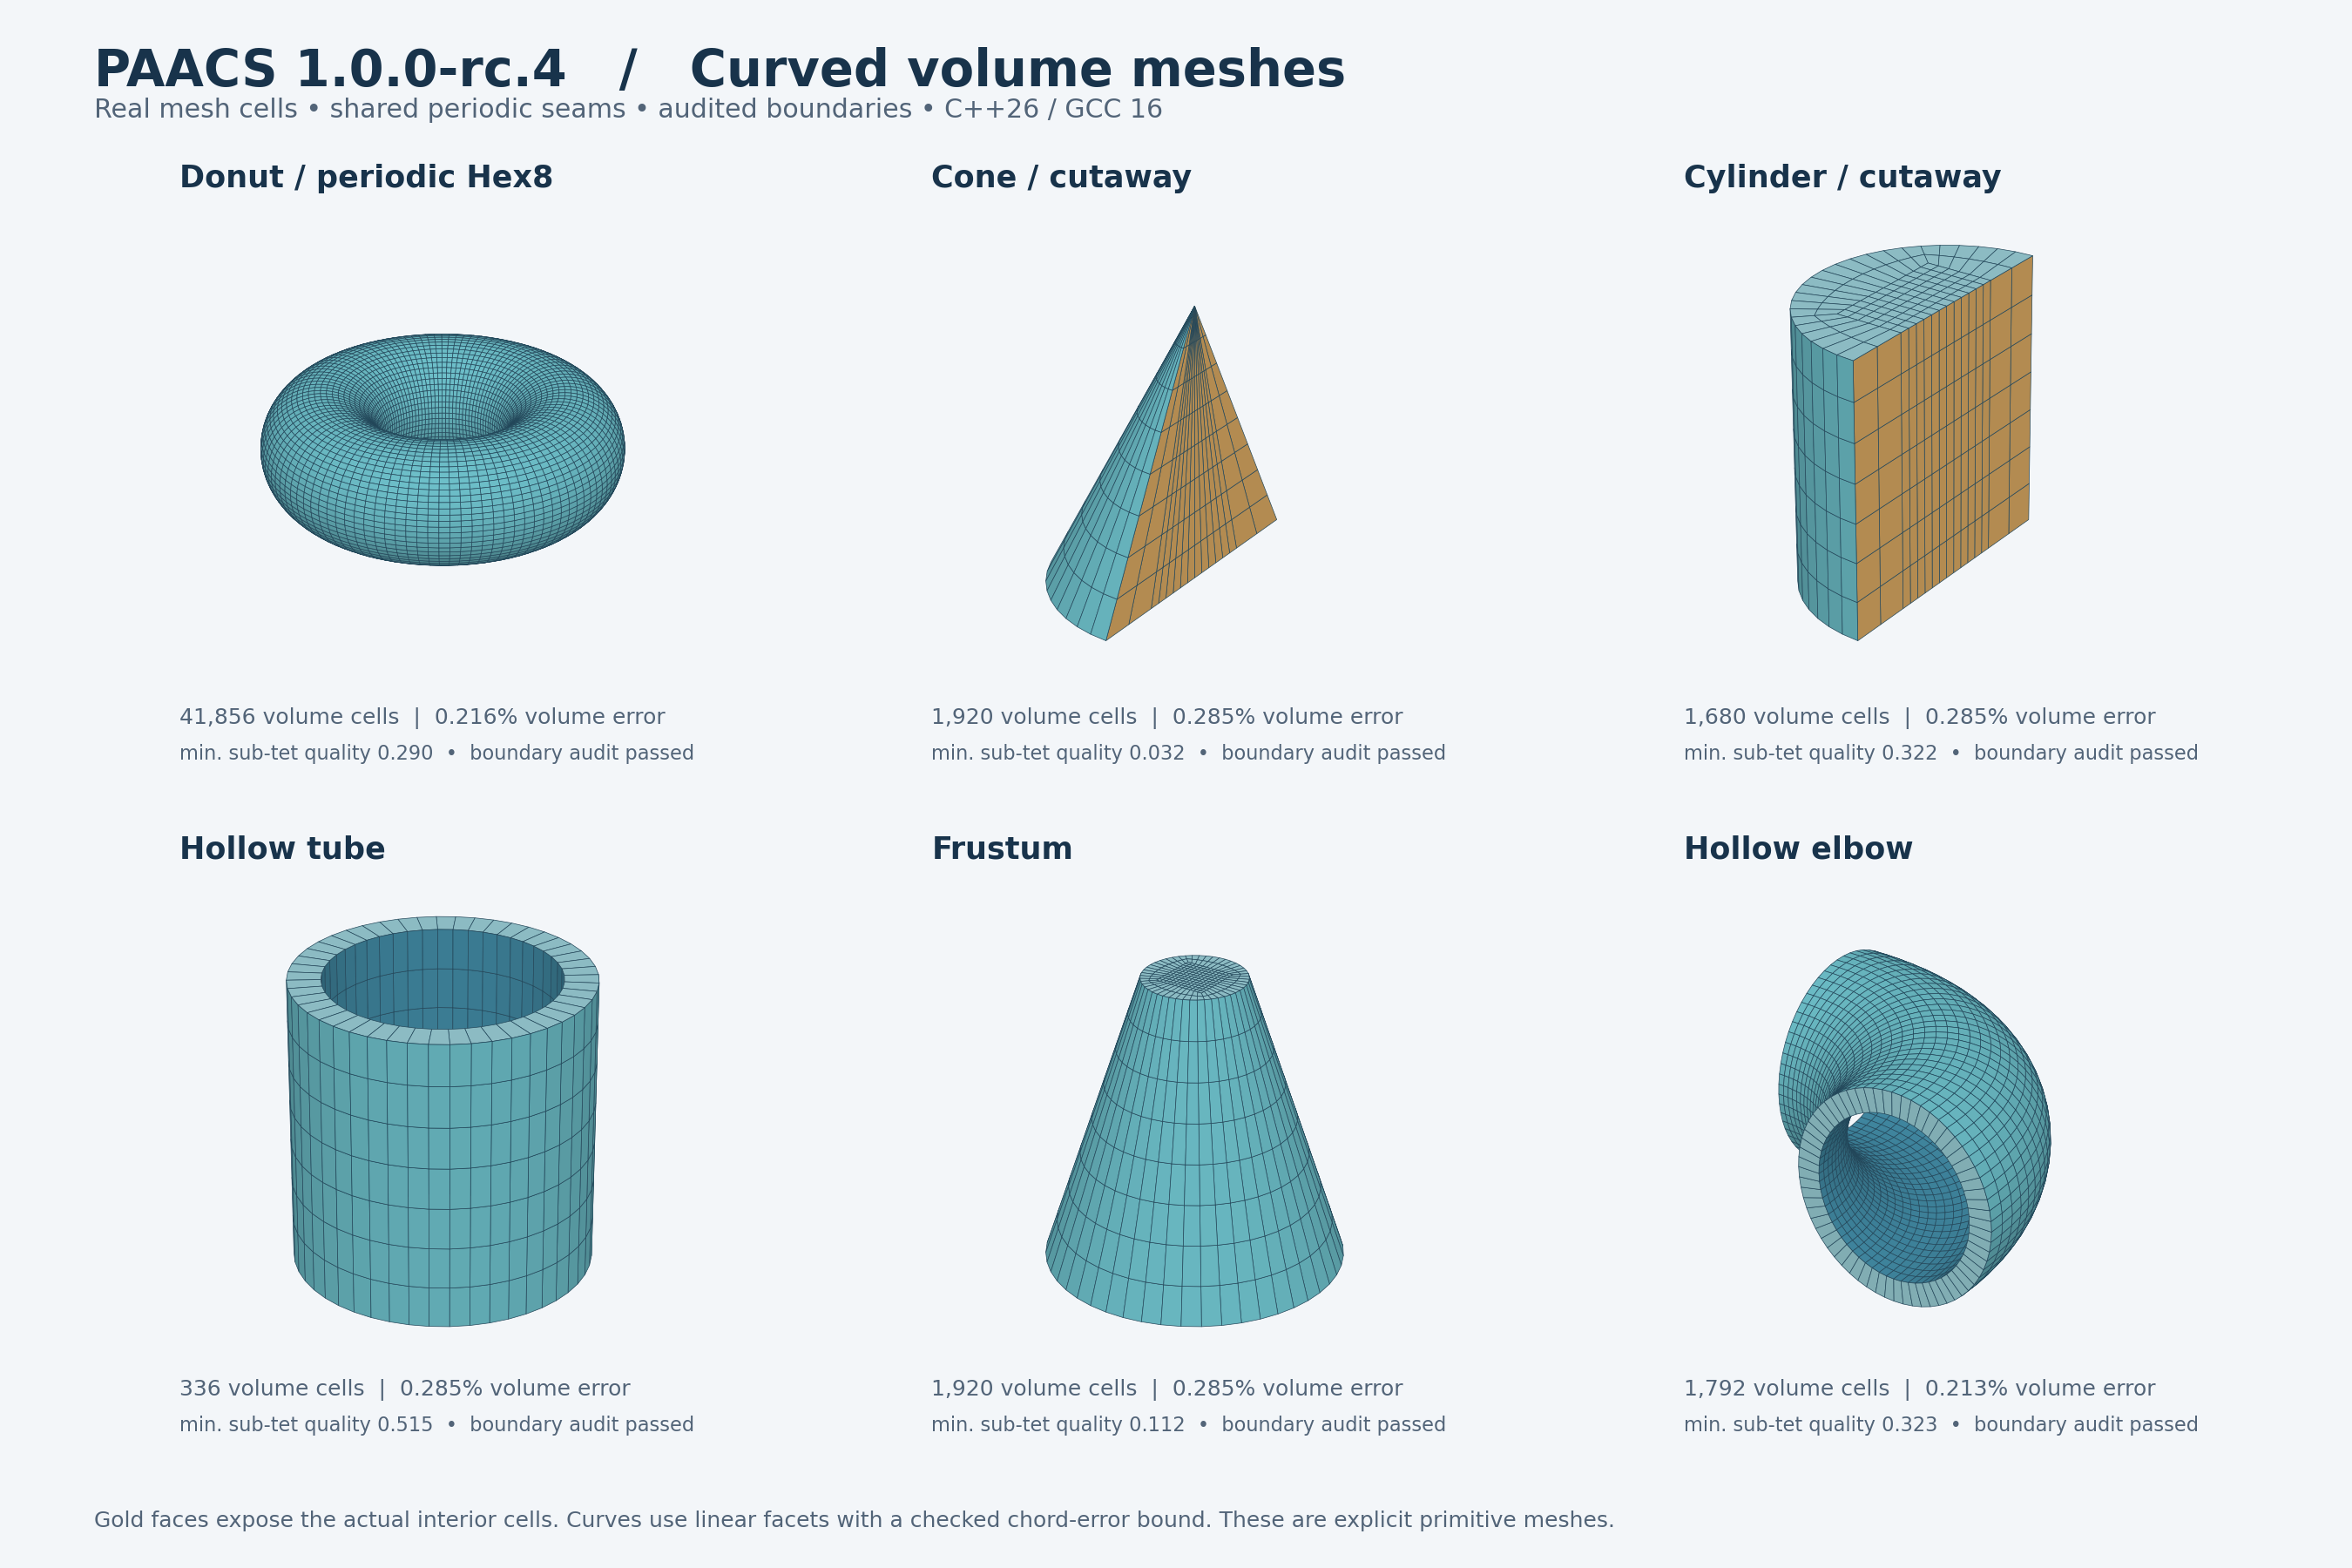 PAACS 1.0.0-rc.4 / Curved volume meshes
Real mesh cells • shared periodic seams • audited boundaries • C++26 / GCC 16
Donut / periodic Hex8
41,856 volume cells | 0.216% volume error
min. sub-tet quality 0.290 • boundary audit passed
Cone / cutaway
1,920 volume cells | 0.285% volume error
min. sub-tet quality 0.032 • boundary audit passed
Cylinder / cutaway
1,680 volume cells | 0.285% volume error
min. sub-tet quality 0.322 • boundary audit passed
Hollow tube
336 volume cells | 0.285% volume error
min. sub-tet quality 0.515 • boundary audit passed
Frustum
1,920 volume cells | 0.285% volume error
min. sub-tet quality 0.112 • boundary audit passed
Hollow elbow
1,792 volume cells | 0.213% volume error
min. sub-tet quality 0.323 • boundary audit passed
Gold faces expose the actual interior cells. Curves use linear facets with a checked chord-error bound. These are explicit primitive meshes.